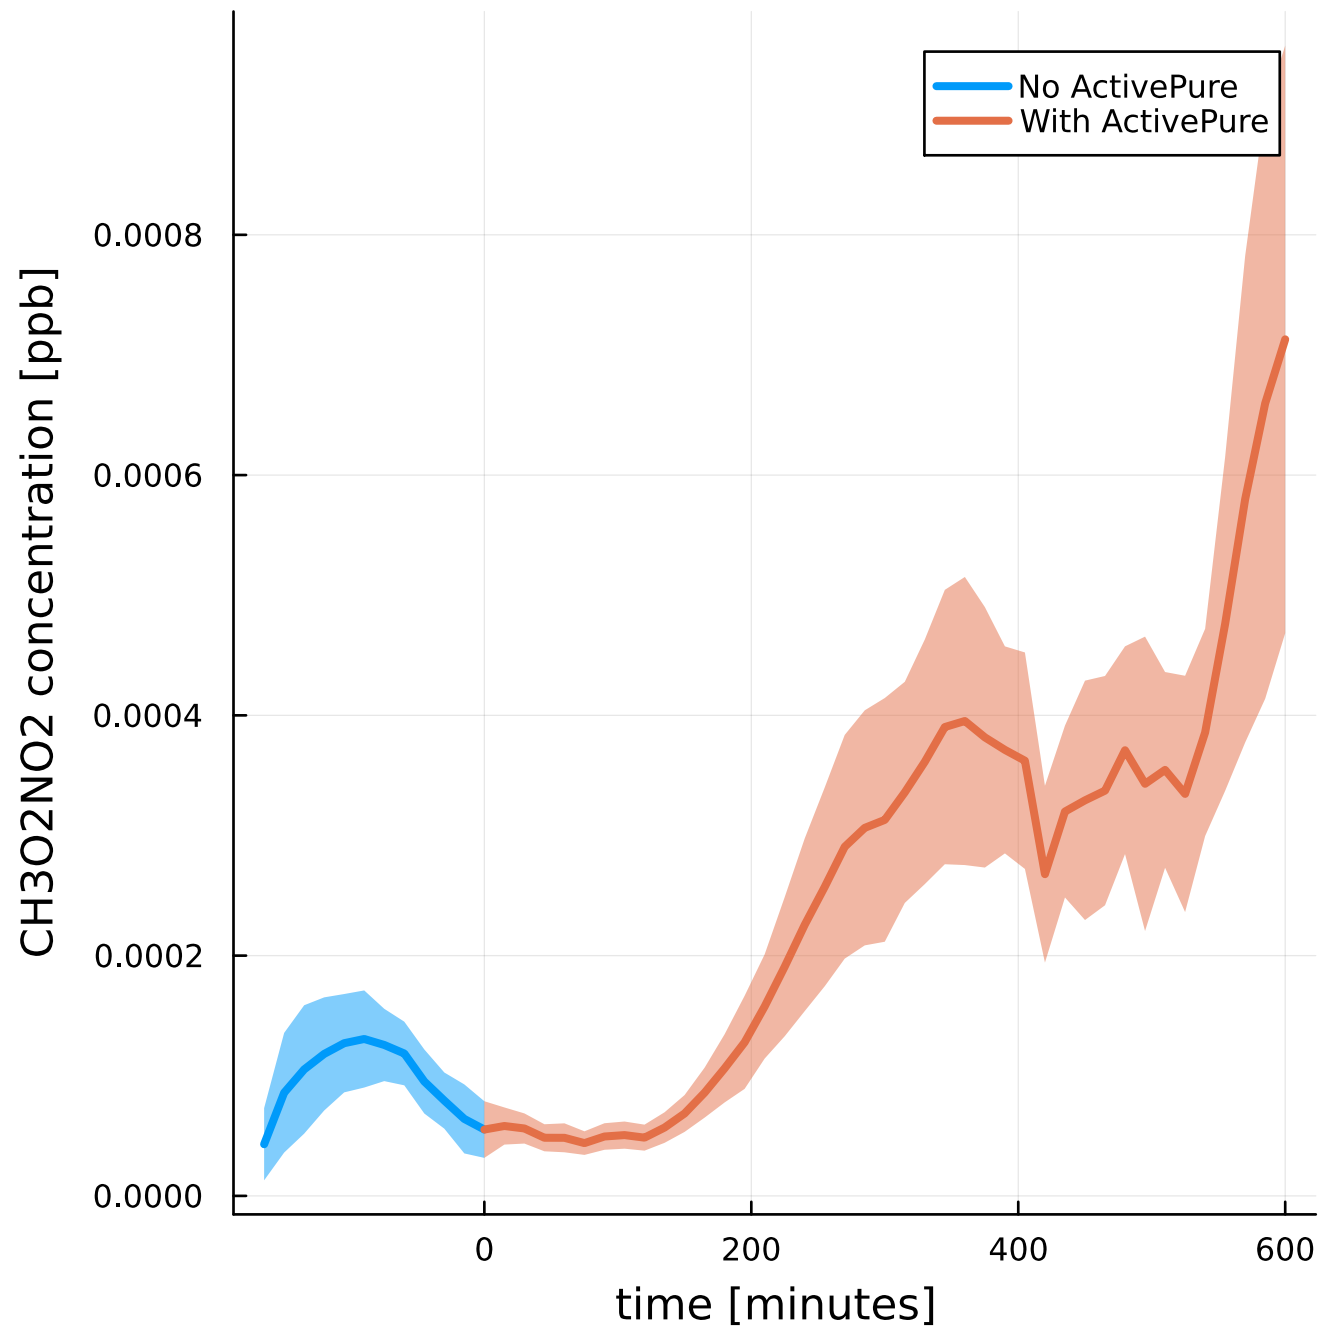 No ActivePure
With ActivePure
CH3O2NO2 concentration [ppb]
0.0008
0.0006
0.0004
0.0002
0.0000
0
200
400
600
time [minutes]